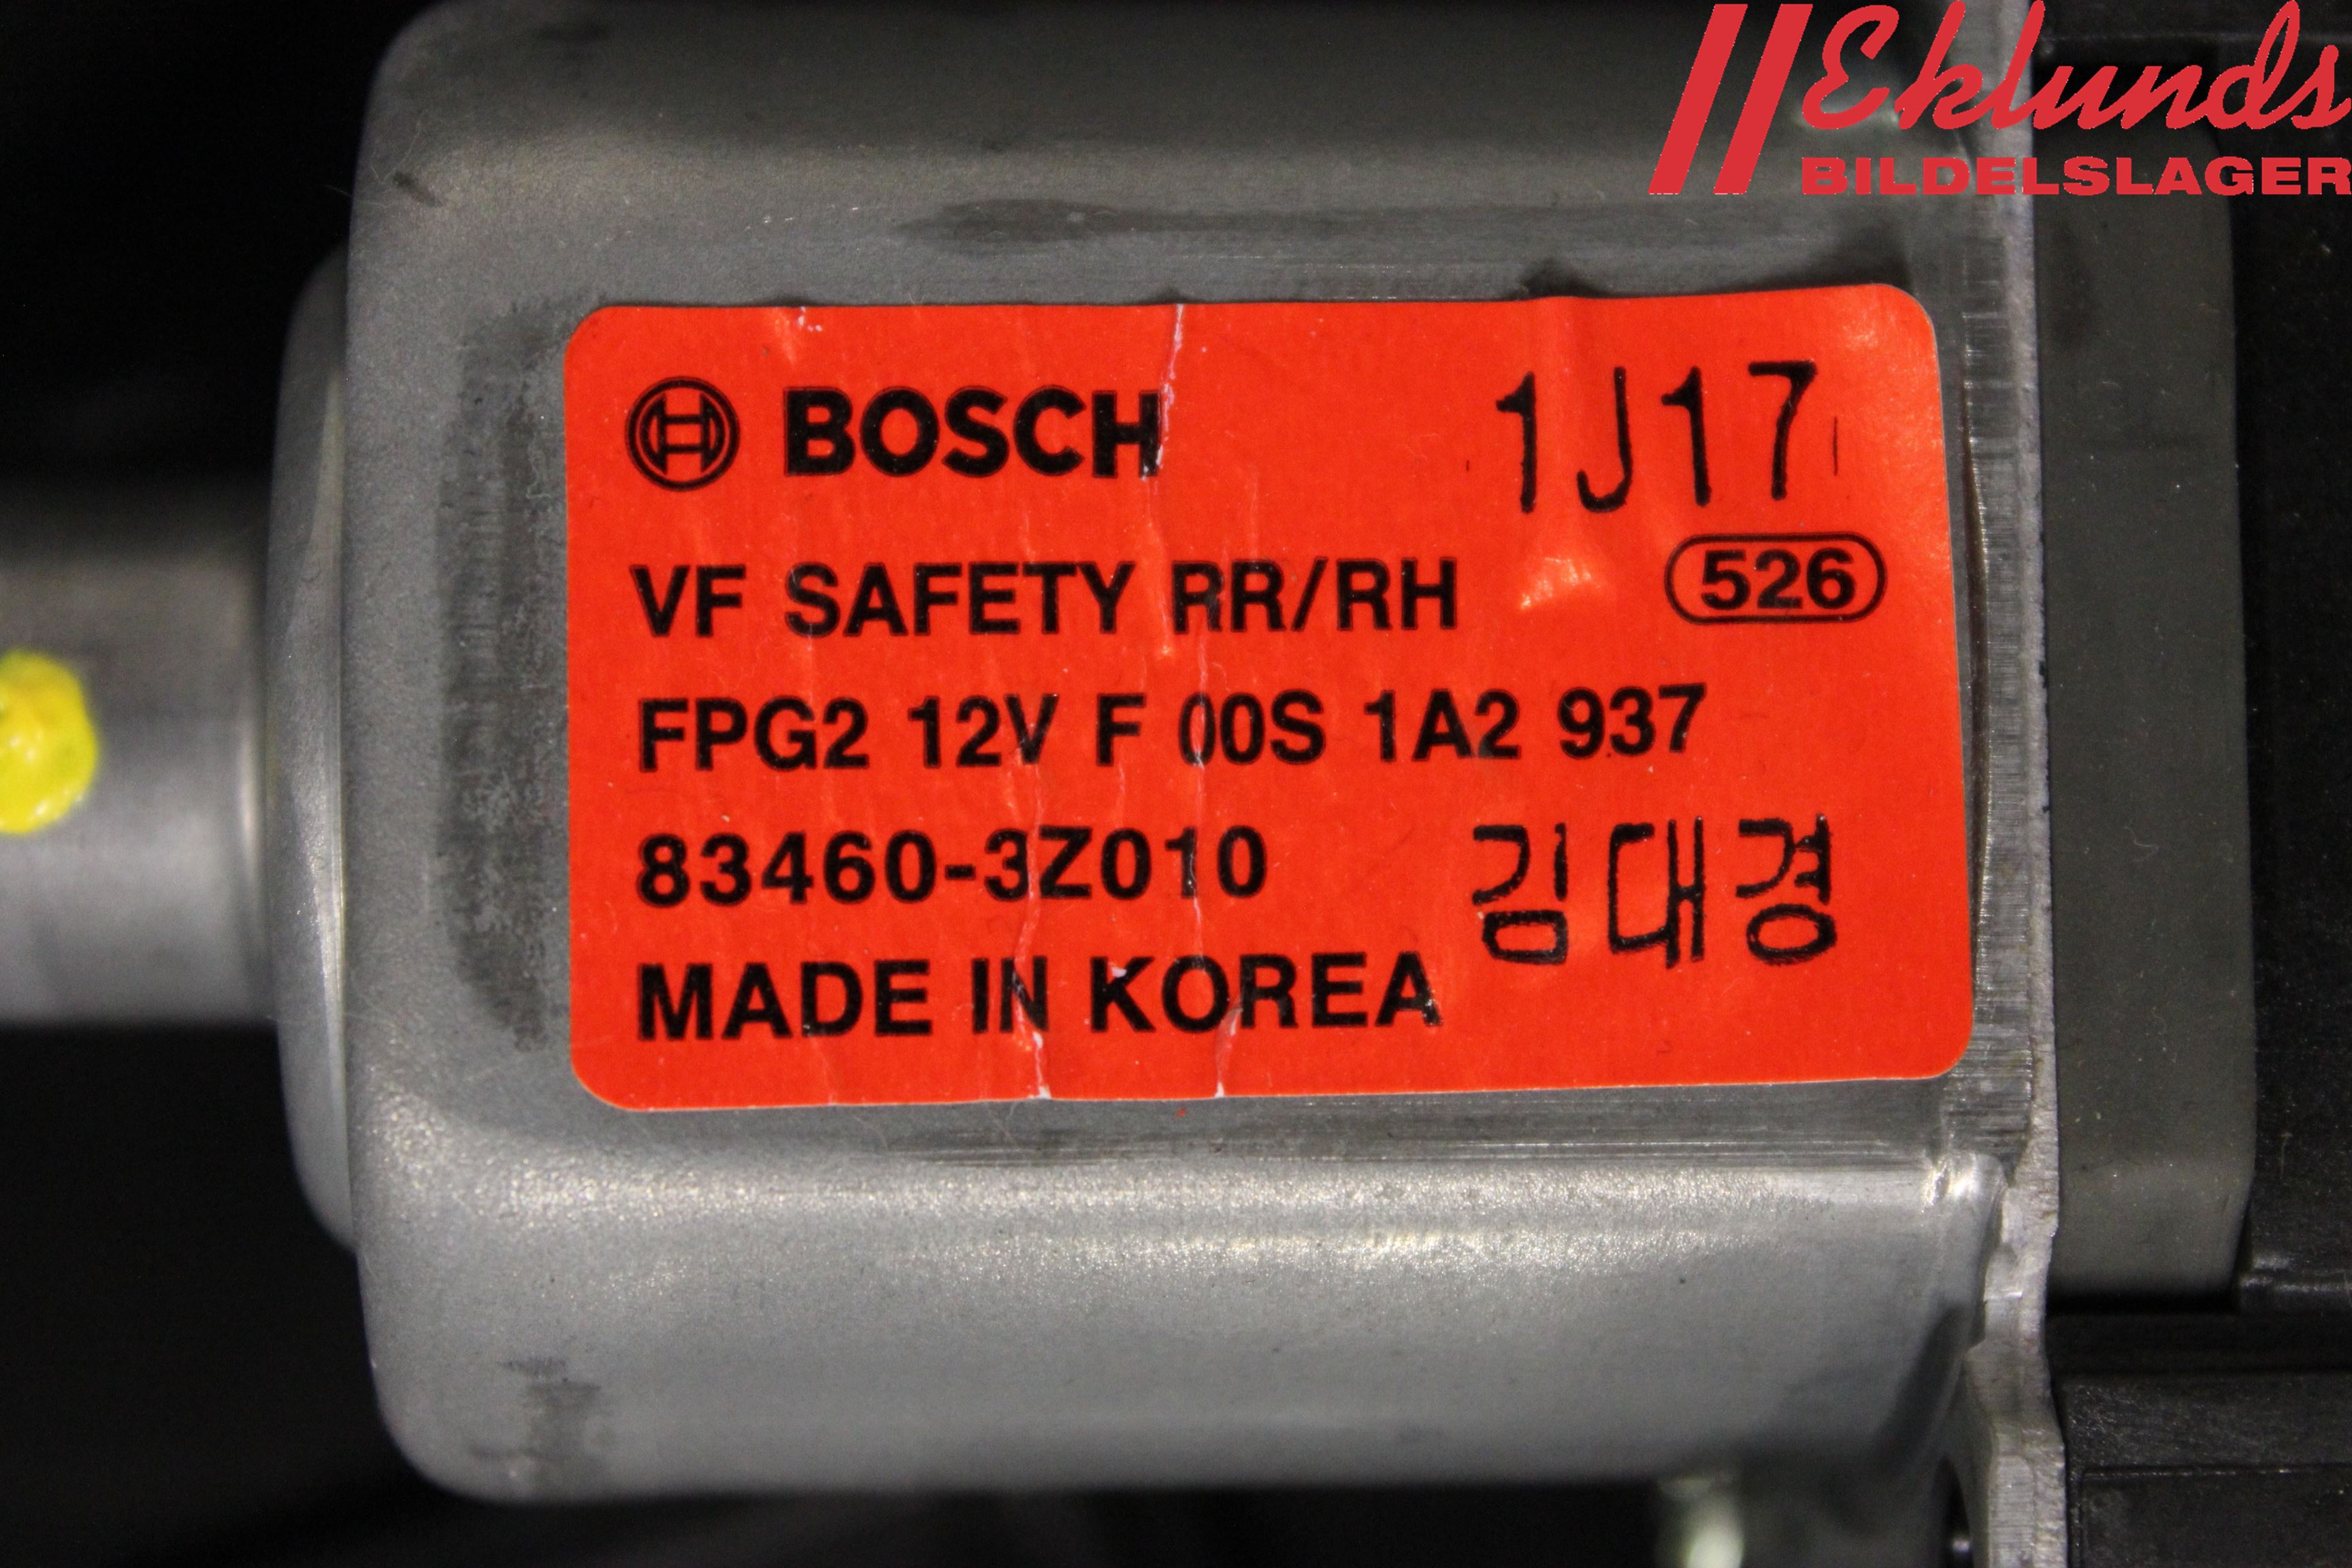 Eklunds
BILDELSLAGER
BOSCH 1J17
VF SAFETY RR/RH 526
FPG2 12V F 00S 1A2 937
83460-3Z010 김대경
MADE IN KOREA